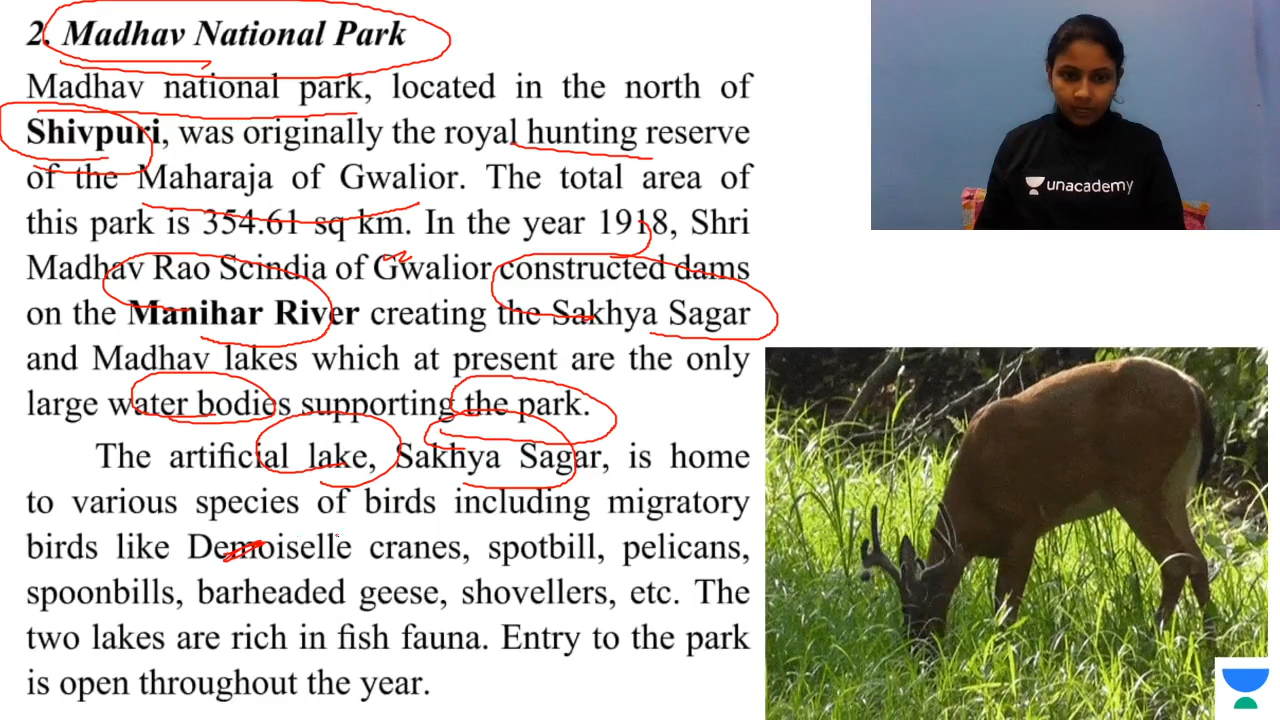 2. Madhav National Park
Madhav national park, located in the north of
Shivpuri, was originally the royal hunting reserve
of the Maharaja of Gwalior. The total area of
this park is 354.61 sq km. In the year 1918, Shri
Madhav Rao Scindia of Gwalior constructed dams
on the Manihar River creating the Sakhya Sagar
and Madhav lakes which at present are the only
large water bodies supporting the park.
The artificial lake, Sakhya Sagar, is home
to various species of birds including migratory
birds like Demoiselle cranes, spotbill, pelicans,
spoonbills, barheaded geese, shovellers, etc. The
two lakes are rich in fish fauna. Entry to the park
is open throughout the year.
unacademy